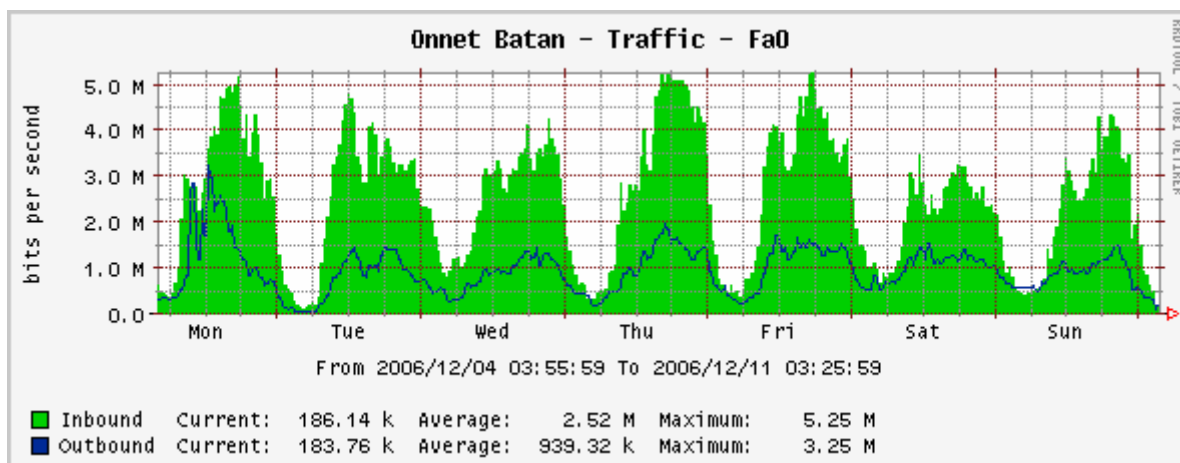 Onnet Batan - Traffic - Fa0
RRDTOOL / TOBI OETIKER
bits per second
5.0 M
4.0 M
3.0 M
2.0 M
1.0 M
0.0
Mon Tue Wed Thu Fri Sat Sun
From 2006/12/04 03:55:59 To 2006/12/11 03:25:59
Inbound Current: 186.14 k Average: 2.52 M Maximum: 5.25 M
Outbound Current: 183.76 k Average: 939.32 k Maximum: 3.25 M